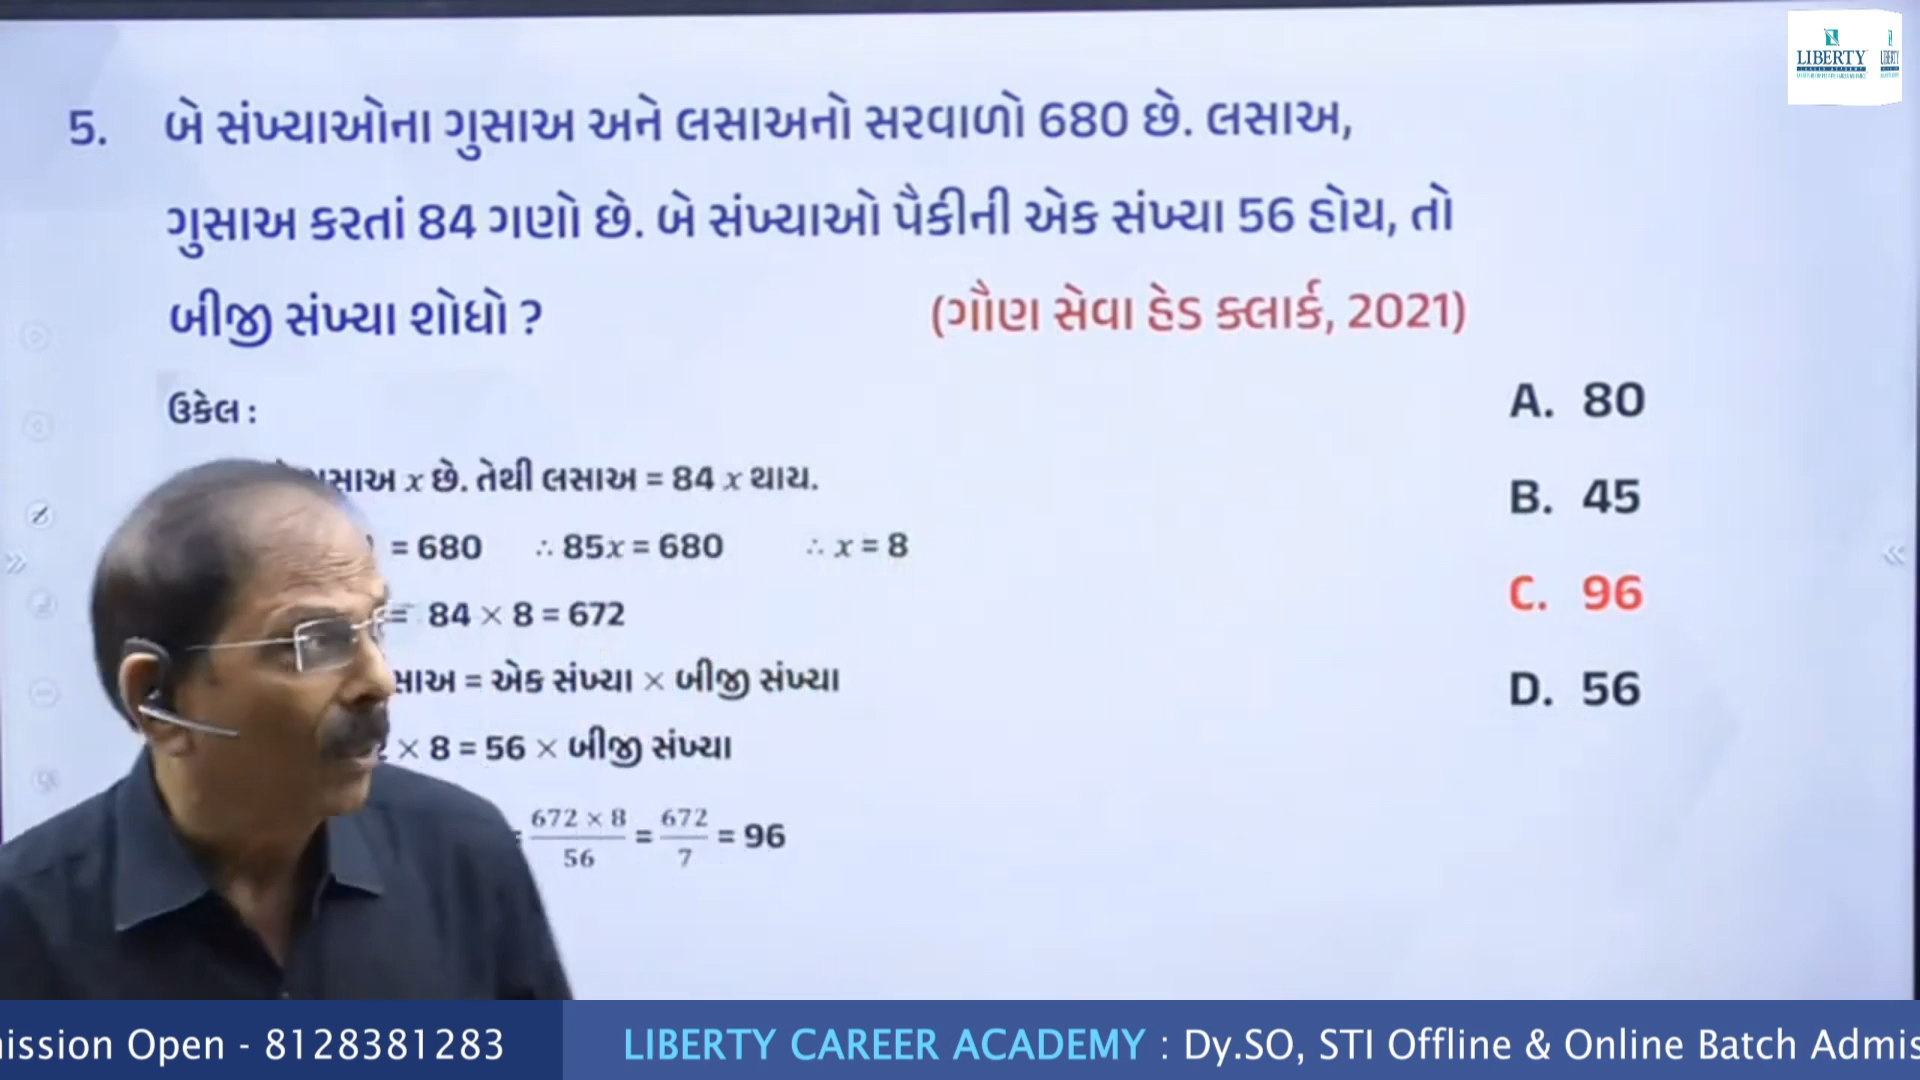 LIBERTY
5. બે સંખ્યાઓના ગુસાઅ અને લસાઅનો સરવાળો 680 છે. લસાઅ,
ગુસાઅ કરતાં 84 ગણો છે. બે સંખ્યાઓ પૈકીની એક સંખ્યા 56 હોય, તો
બીજી સંખ્યા શોધો ?
(ગૌણ સેવા હેડ ક્લાર્ક, 2021)
ઉકેલ :
x છે. તેથી લસાઅ = 84 x થાય.
= 680 ∴ 85x = 680 ∴ x = 8
= 84 × 8 = 672
= એક સંખ્યા × બીજી સંખ્યા
× 8 = 56 × બીજી સંખ્યા
= 672 × 8 / 56 = 672 / 7 = 96
A. 80
B. 45
C. 96
D. 56
ission Open - 8128381283
LIBERTY CAREER ACADEMY : Dy.SO, STI Offline & Online Batch Admis